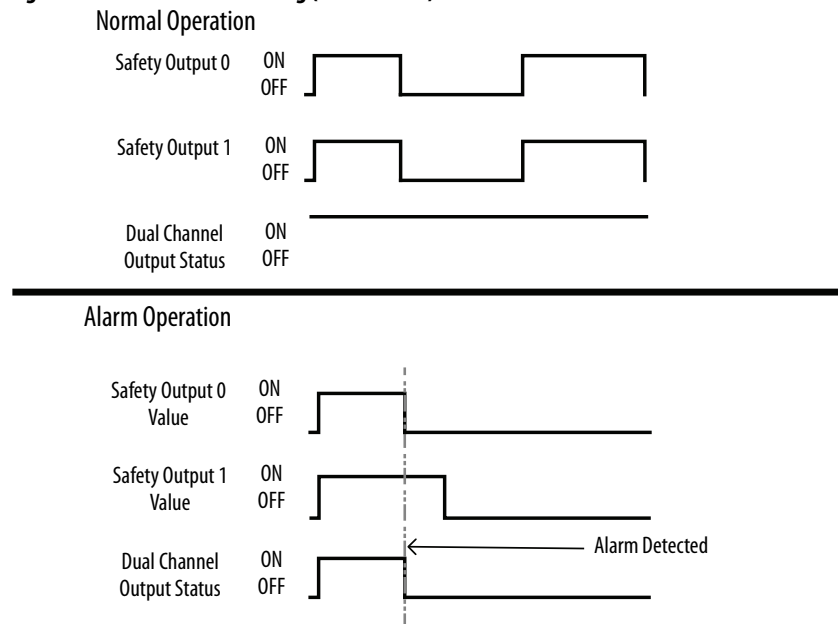 Normal Operation
Safety Output 0 ON
OFF
Safety Output 1 ON
OFF
Dual Channel ON
Output Status OFF
Alarm Operation
Safety Output 0 ON
Value OFF
Safety Output 1 ON
Value OFF
Alarm Detected
Dual Channel ON
Output Status OFF